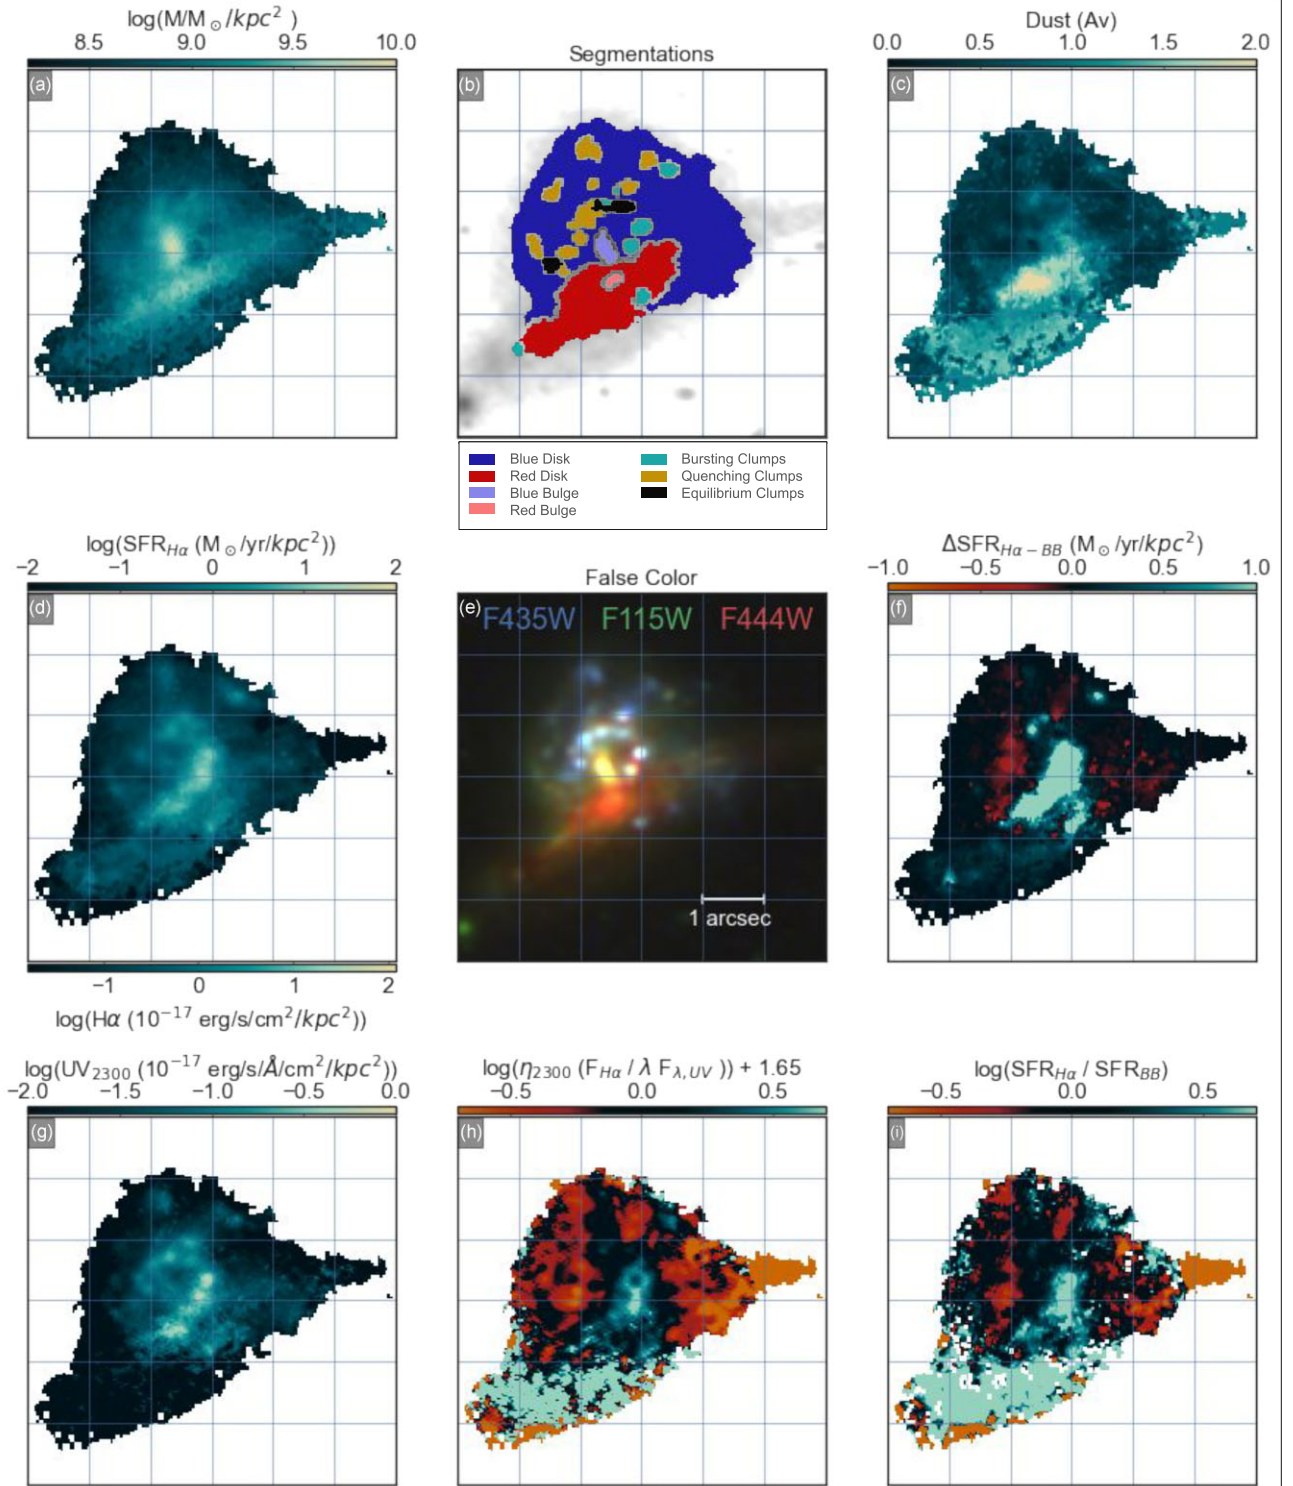 log(M/M⊙/kpc²)
8.5 9.0 9.5 10.0
(a)
Segmentations
(b)
Dust (Av)
0.0 0.5 1.0 1.5 2.0
(c)
Blue Disk
Red Disk
Blue Bulge
Red Bulge
Bursting Clumps
Quenching Clumps
Equilibrium Clumps
log(SFR_Hα (M⊙/yr/kpc²))
−2 −1 0 1 2
(d)
−1 0 1 2
log(Hα (10⁻¹⁷ erg/s/cm²/kpc²))
False Color
(e) F435W F115W F444W
1 arcsec
ΔSFR_Hα−BB (M⊙/yr/kpc²)
−1.0 −0.5 0.0 0.5 1.0
(f)
log(UV₂₃₀₀ (10⁻¹⁷ erg/s/Å/cm²/kpc²)
−2.0 −1.5 −1.0 −0.5 0.0
(g)
log(η₂₃₀₀ (F_Hα / λ F_λ,UV )) + 1.65
−0.5 0.0 0.5
(h)
log(SFR_Hα / SFR_BB)
−0.5 0.0 0.5
(i)